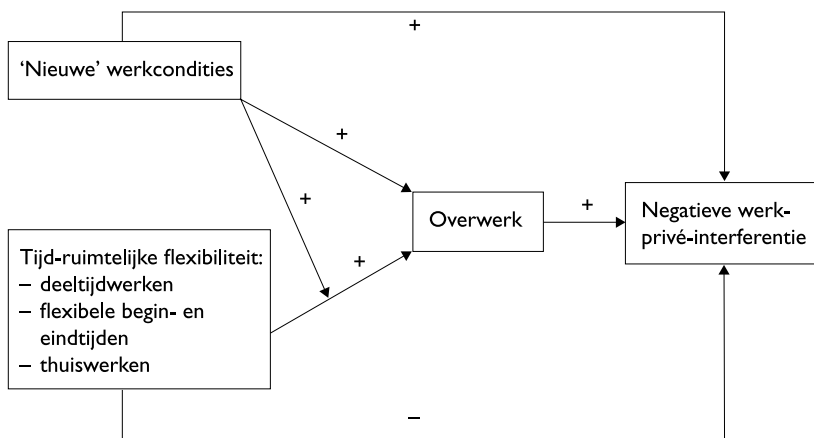 +
‘Nieuwe’ werkcondities
+
+
Overwerk
+
Negatieve werk-
privé-interferentie
Tijd-ruimtelijke flexibiliteit:
– deeltijdwerken
– flexibele begin- en
eindtijden
– thuiswerken
+
–